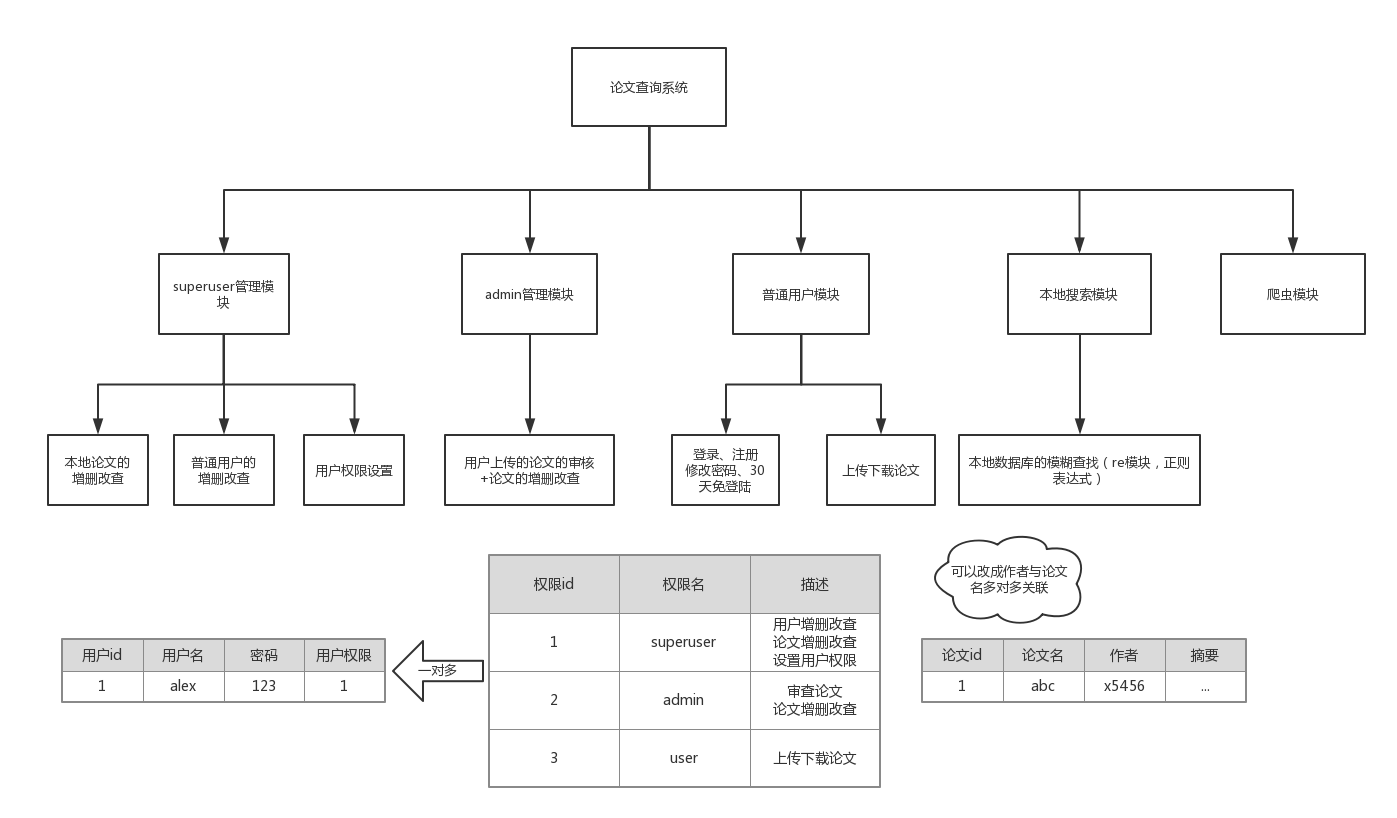 论文查询系统
superuser管理模
块
admin管理模块
普通用户模块
本地搜索模块
爬虫模块
本地论文的
增删改查
普通用户的
增删改查
用户权限设置
用户上传的论文的审核
+论文的增删改查
登录、注册
修改密码、30
天免登陆
上传下载论文
本地数据库的模糊查找（re模块，正则
表达式）
可以改成作者与论文
名多对多关联
用户id 用户名 密码 用户权限
1 alex 123 1
一对多
权限id 权限名 描述
1 superuser 用户增删改查
论文增删改查
设置用户权限
2 admin 审查论文
论文增删改查
3 user 上传下载论文
论文id 论文名 作者 摘要
1 abc x5456 ...